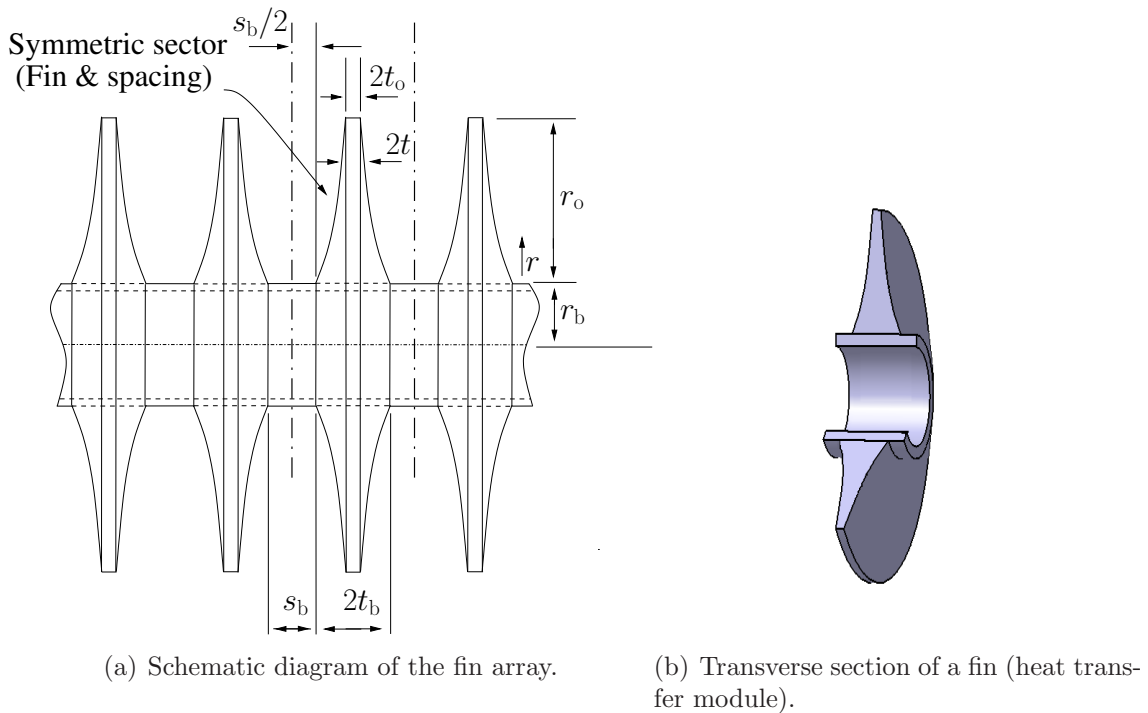 s_b/2
Symmetric sector
(Fin & spacing)
2t_o
2t
r_o
r
r_b
s_b
2t_b
(a) Schematic diagram of the fin array.
(b) Transverse section of a fin (heat trans-
fer module).